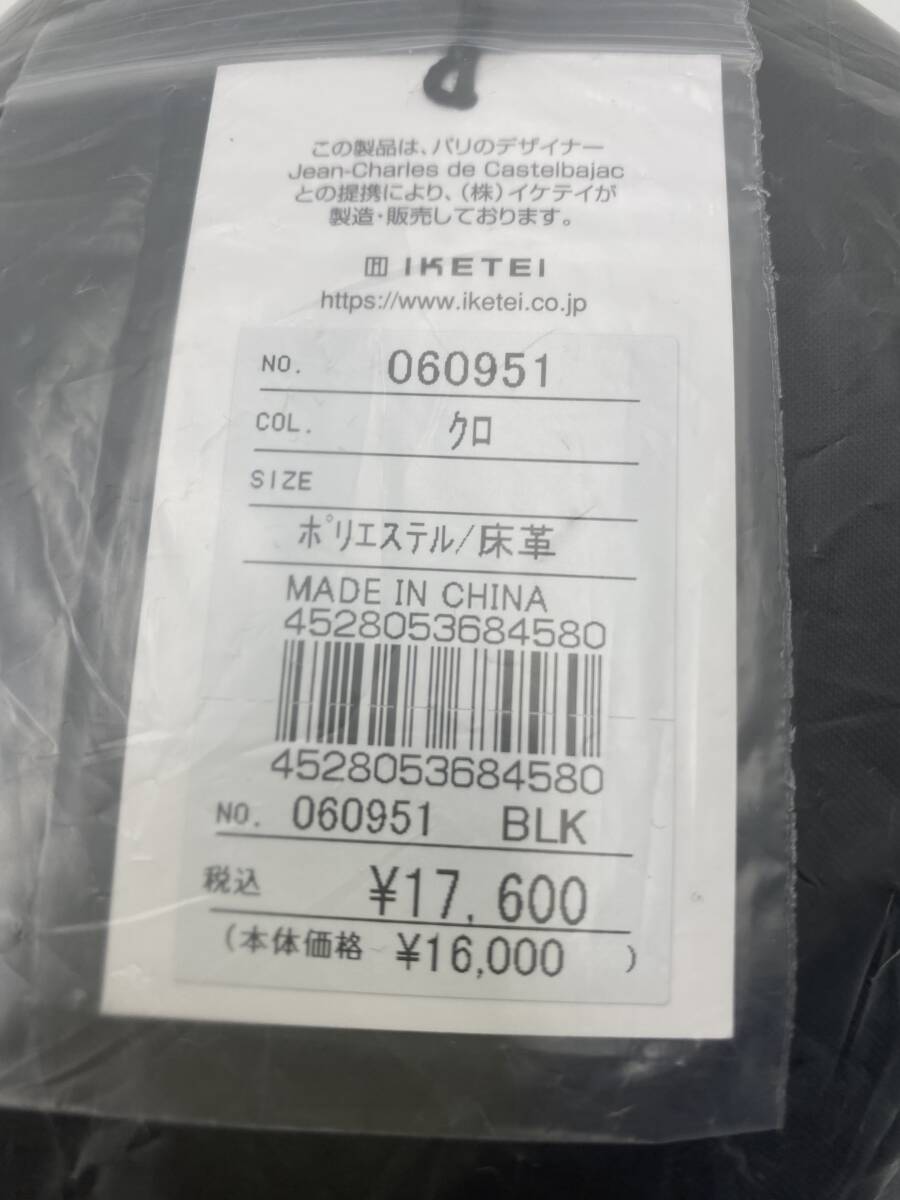 この製品は、パリのデザイナー
Jean-Charles de Castelbajac
との提携により、（株）イケテイが
製造・販売しております。
IKETEI
https://www.iketei.co.jp
NO. 060951
COL. クロ
SIZE
ポリエステル/床革
MADE IN CHINA
4528053684580
4528053684580
NO. 060951 BLK
税込 ¥17,600
(本体価格 ¥16,000 )